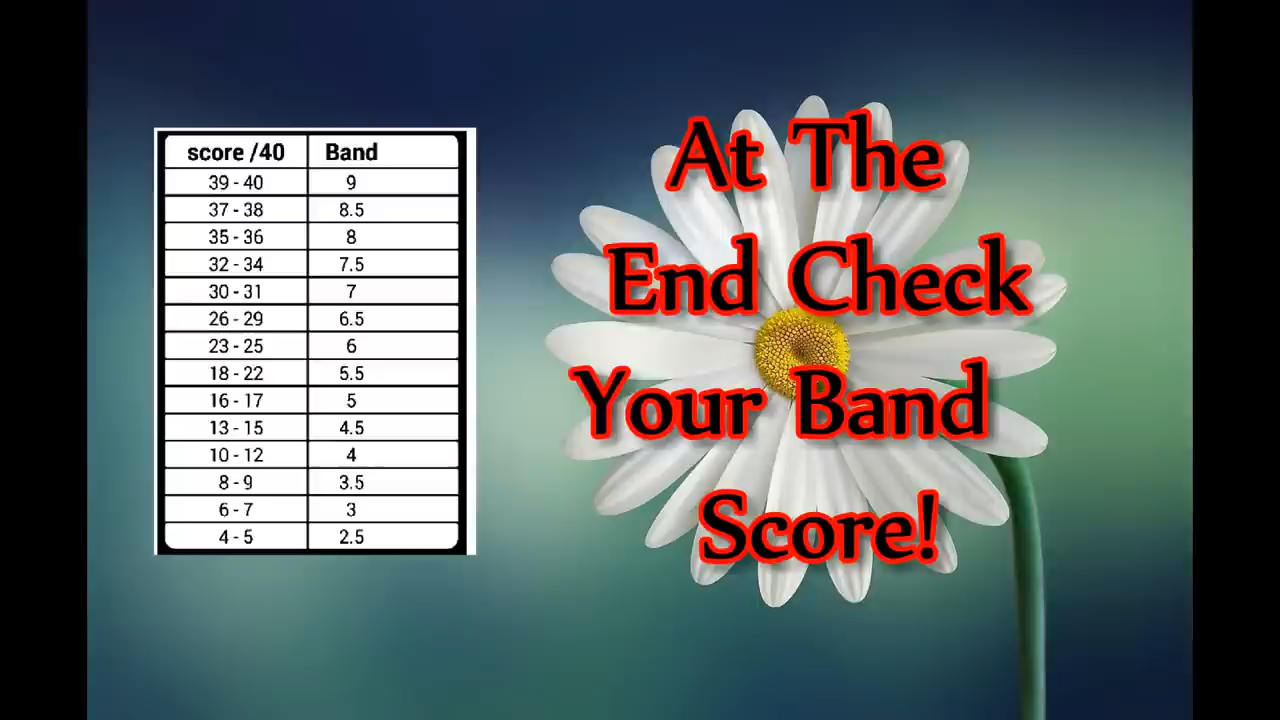 score /40 Band
39 - 40 9
37 - 38 8.5
35 - 36 8
32 - 34 7.5
30 - 31 7
26 - 29 6.5
23 - 25 6
18 - 22 5.5
16 - 17 5
13 - 15 4.5
10 - 12 4
8 - 9 3.5
6 - 7 3
4 - 5 2.5
At The
End Check
Your Band
Score!